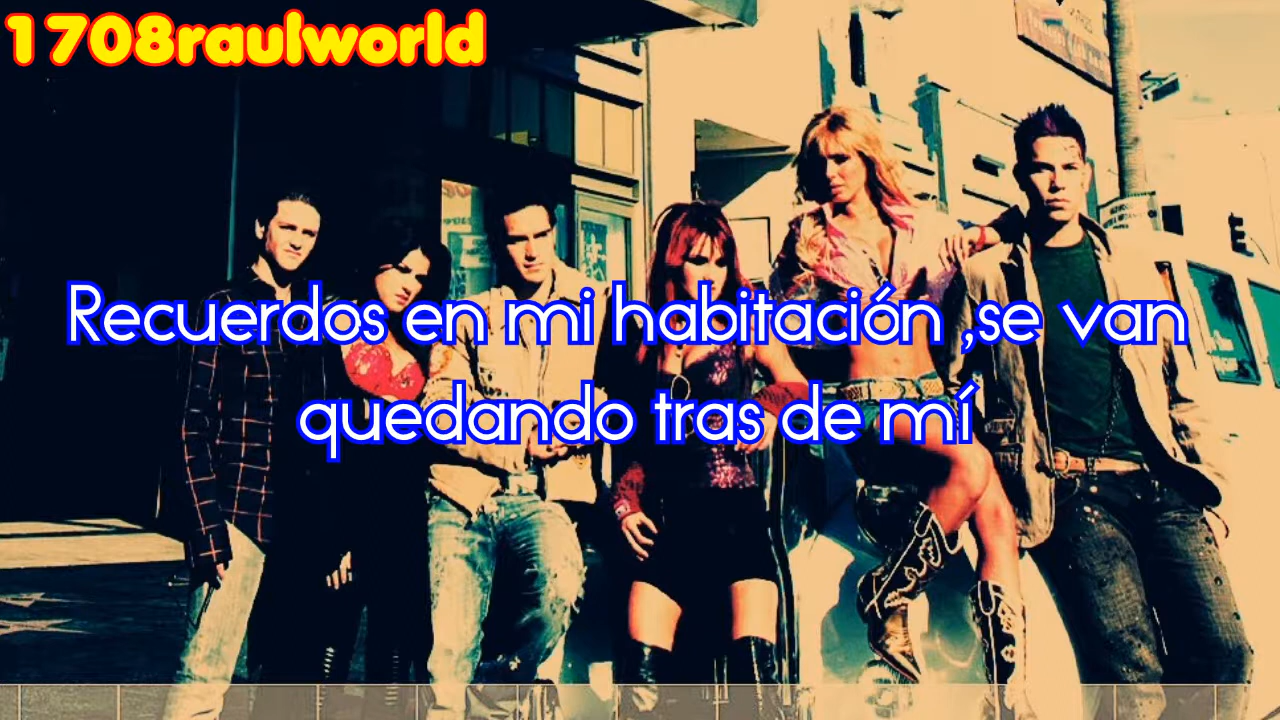 1708raulworld
Recuerdos en mi habitación ,se van
quedando tras de mí